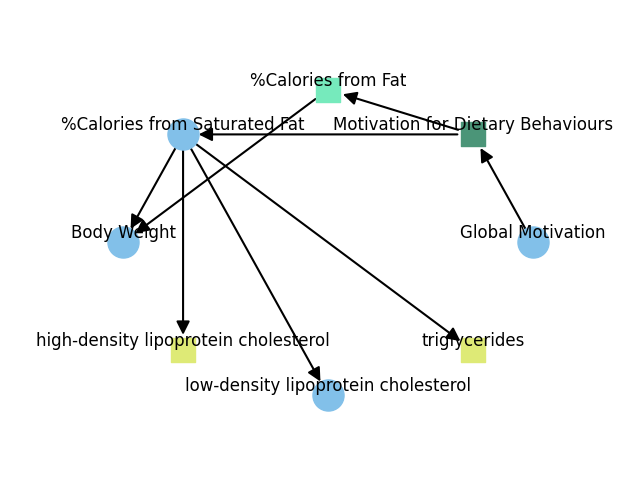 %Calories from Fat
%Calories from Saturated Fat
Motivation for Dietary Behaviours
Body Weight
Global Motivation
high-density lipoprotein cholesterol
triglycerides
low-density lipoprotein cholesterol